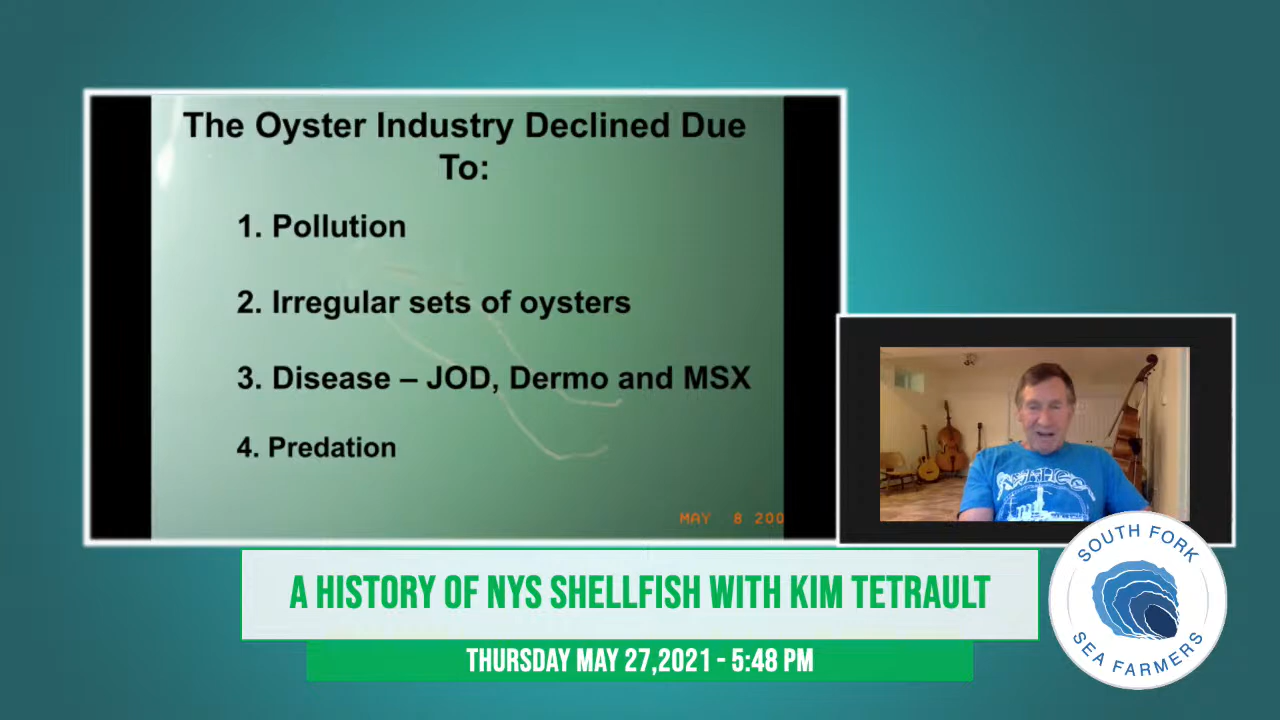 The Oyster Industry Declined Due
To:
1. Pollution
2. Irregular sets of oysters
3. Disease – JOD, Dermo and MSX
4. Predation
MAY 8 200
SOUTH FORK
SEA FARMERS
A HISTORY OF NYS SHELLFISH WITH KIM TETRAULT
THURSDAY MAY 27,2021 - 5:48 PM